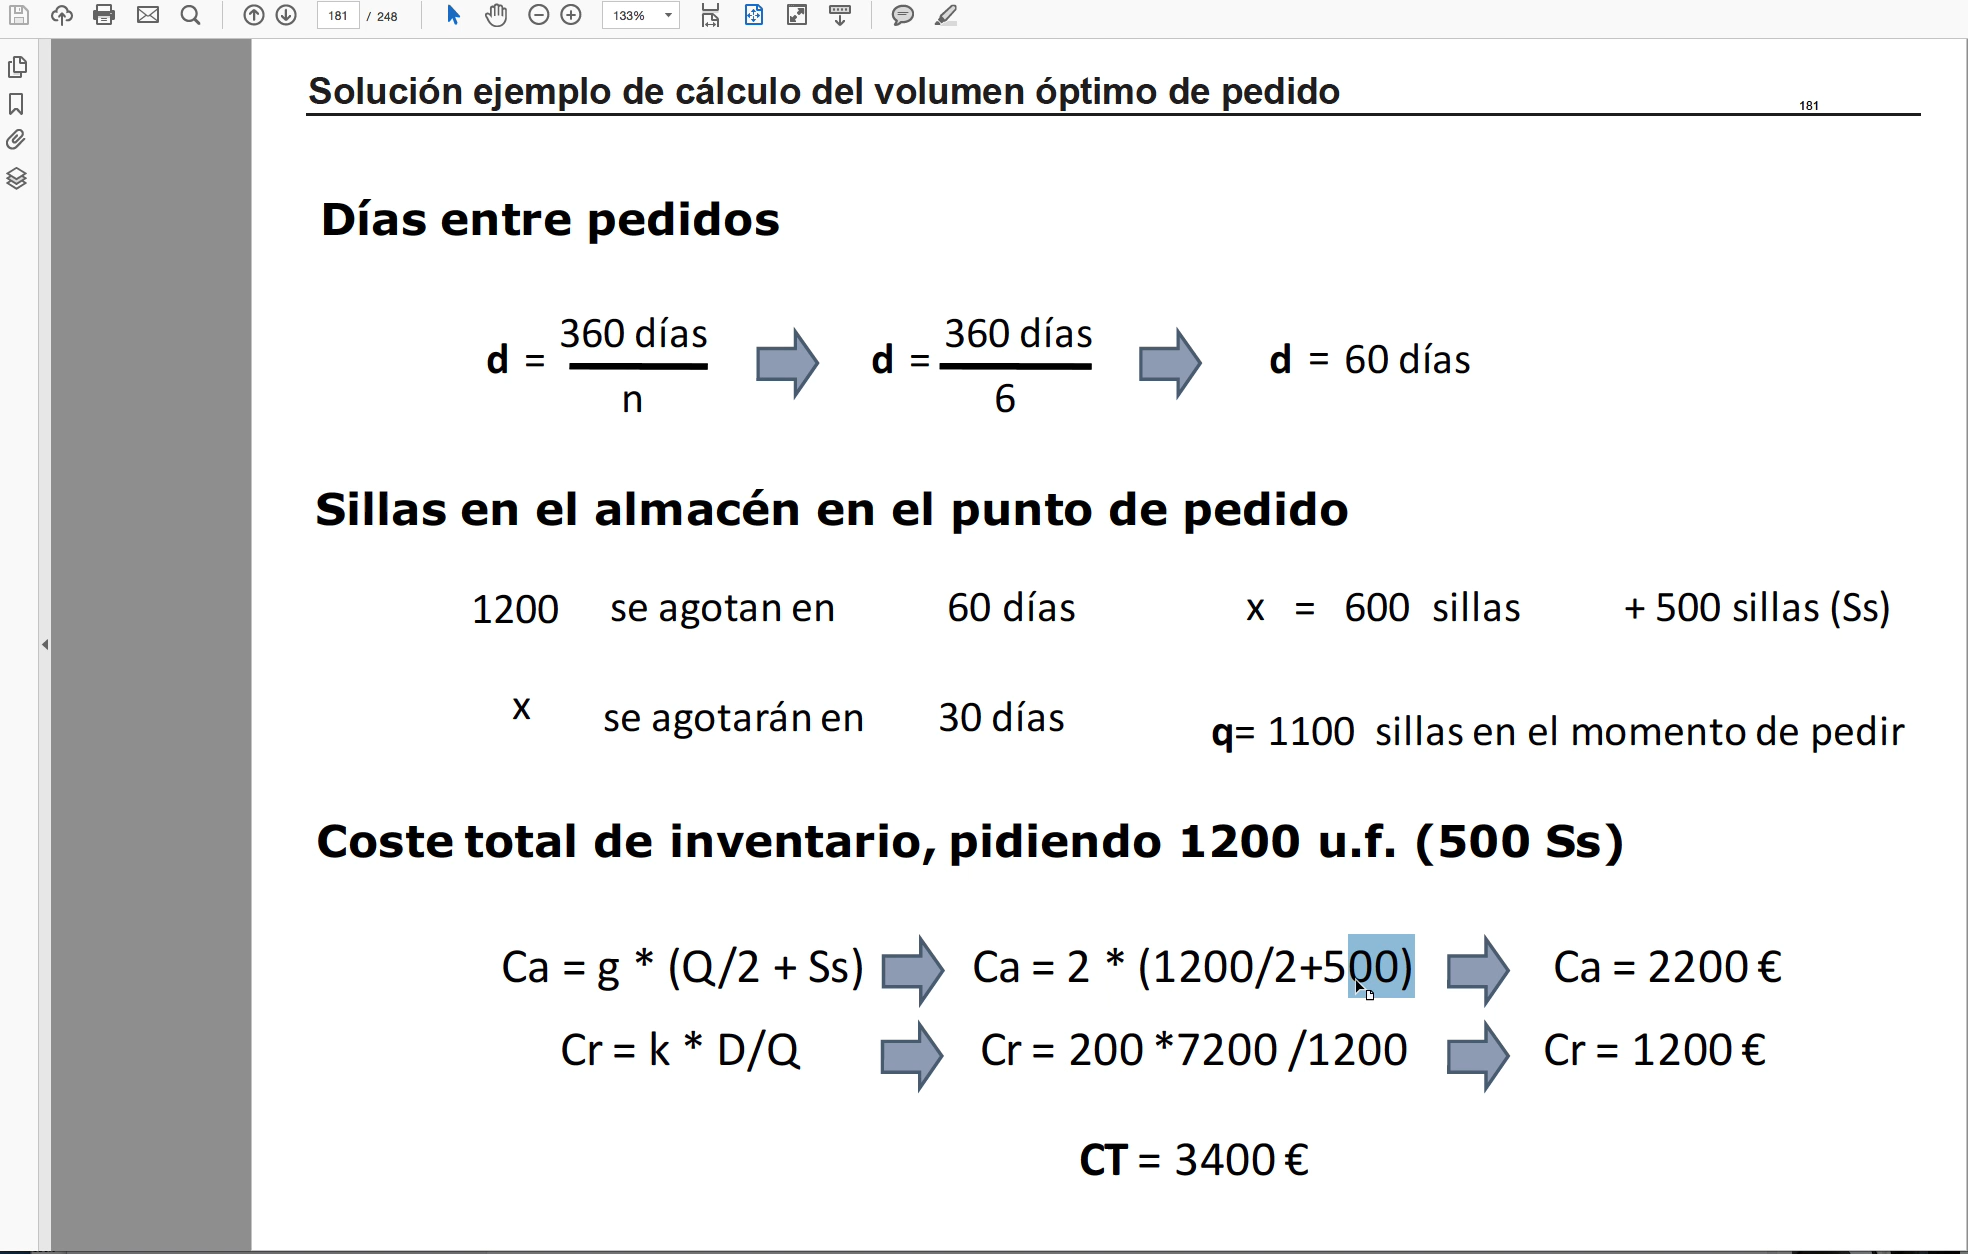 181 / 248 133%
Solución ejemplo de cálculo del volumen óptimo de pedido
181
Días entre pedidos
d = 360 días / n d = 360 días / 6 d = 60 días
Sillas en el almacén en el punto de pedido
1200 se agotan en 60 días x = 600 sillas + 500 sillas (Ss)
x se agotarán en 30 días q= 1100 sillas en el momento de pedir
Coste total de inventario, pidiendo 1200 u.f. (500 Ss)
Ca = g * (Q/2 + Ss) Ca = 2 * (1200/2+500) Ca = 2200 €
Cr = k * D/Q Cr = 200 *7200 /1200 Cr = 1200 €
CT = 3400 €